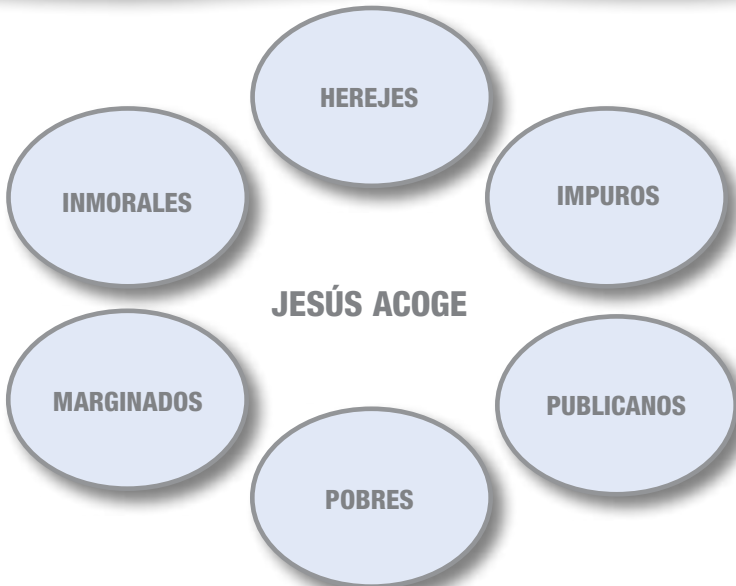 HEREJES
INMORALES
IMPUROS
JESÚS ACOGE
MARGINADOS
PUBLICANOS
POBRES